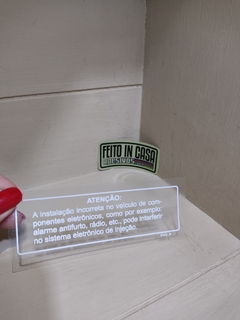 FEITO IN CASA
ADESIVOS
ATENÇÃO:
A instalação incorreta no veículo de com-
ponentes eletrônicos, como por exemplo:
alarme antifurto, rádio, etc., pode interferir
no sistema eletrônico de injeção.